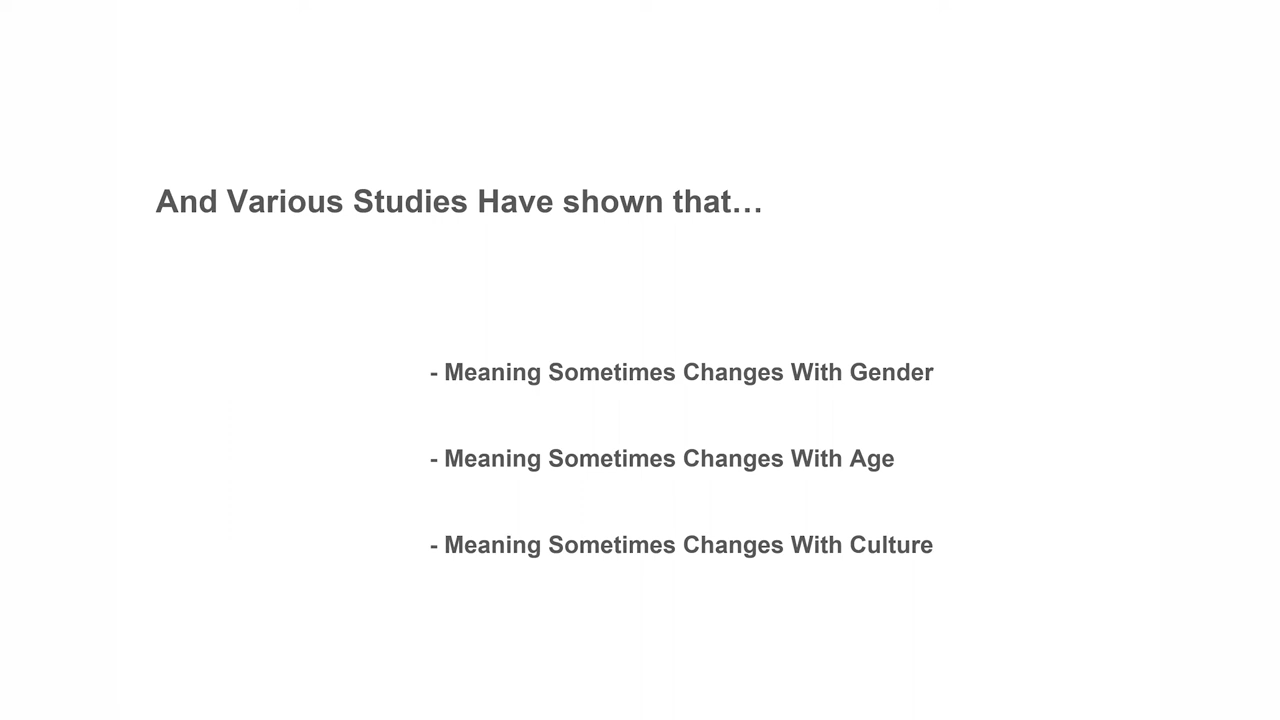 And Various Studies Have shown that…
- Meaning Sometimes Changes With Gender
- Meaning Sometimes Changes With Age
- Meaning Sometimes Changes With Culture